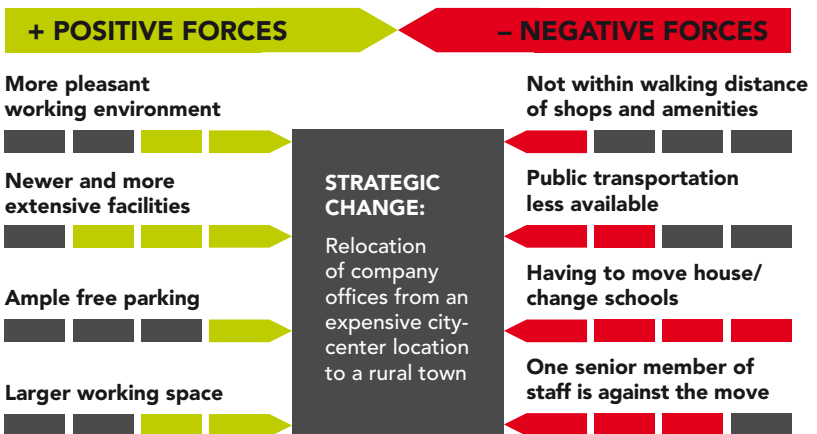 + POSITIVE FORCES
– NEGATIVE FORCES
More pleasant
working environment
Newer and more
extensive facilities
Ample free parking
Larger working space
STRATEGIC
CHANGE:
Relocation
of company
offices from an
expensive city-
center location
to a rural town
Not within walking distance
of shops and amenities
Public transportation
less available
Having to move house/
change schools
One senior member of
staff is against the move